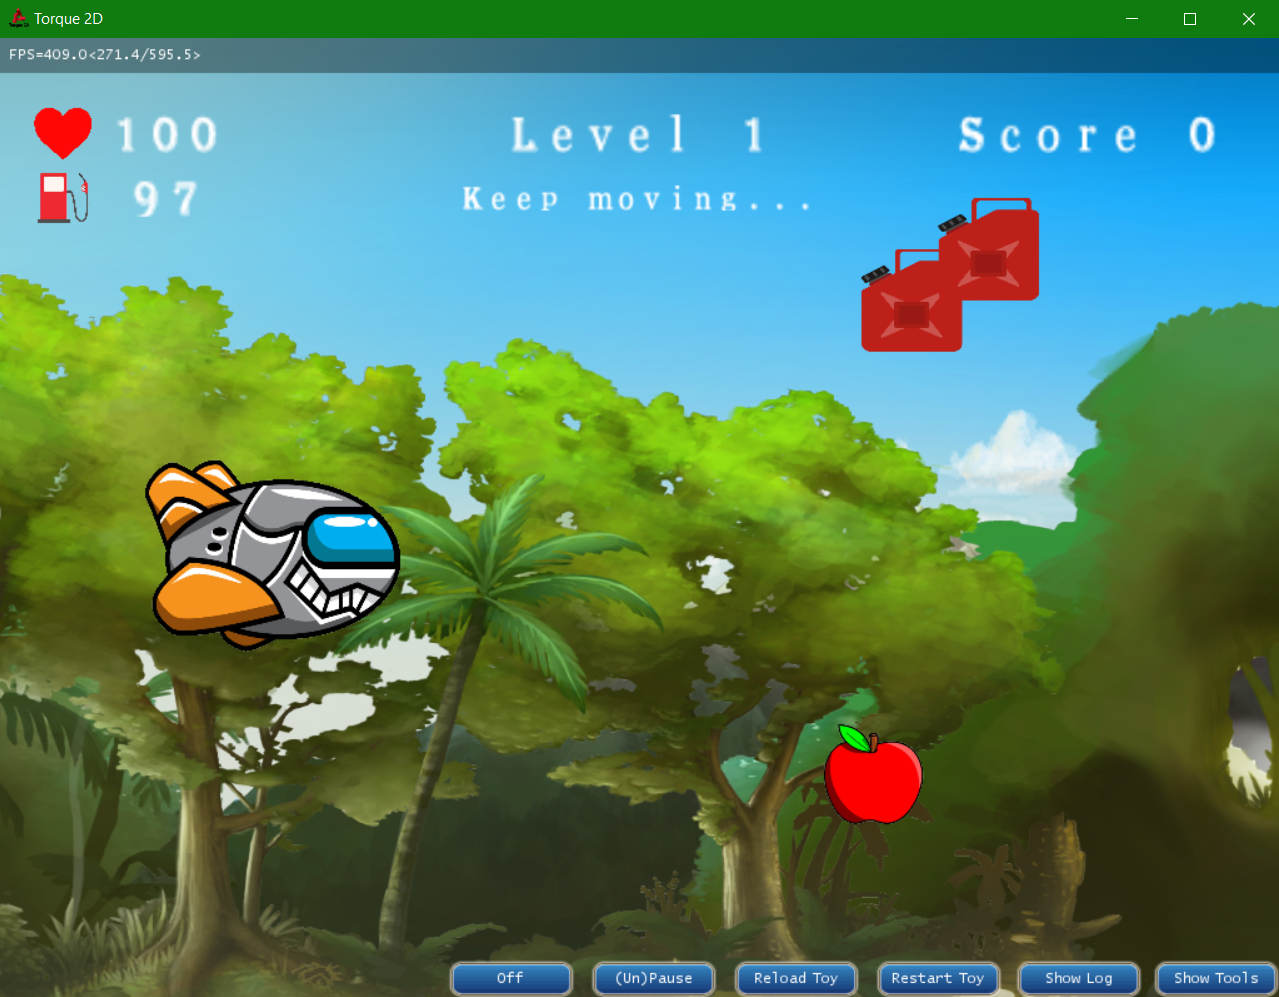 Torque 2D
FPS=409.0<271.4/595.5>
100 Level 1 Score 0
97 Keep moving...
Off (Un)Pause Reload Toy Restart Toy Show Log Show Tools